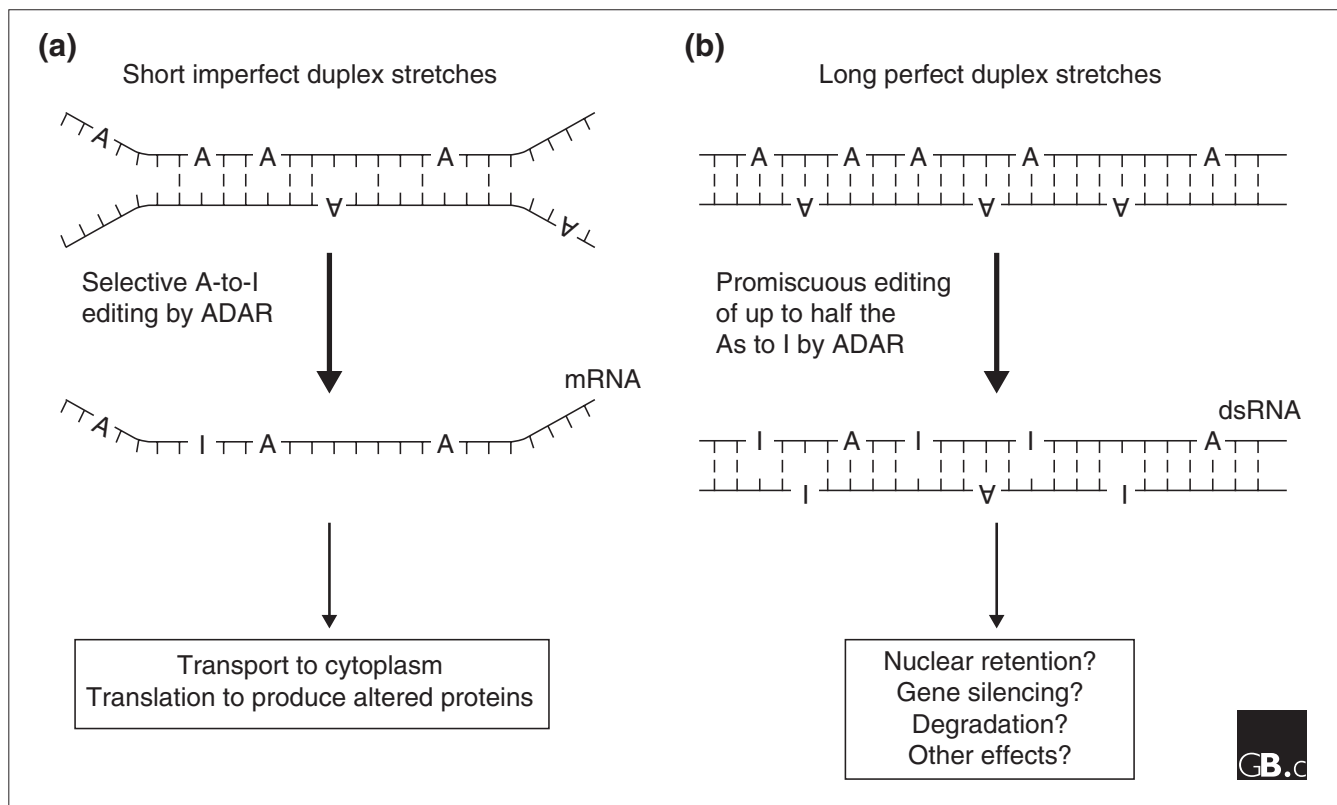 (a)
Short imperfect duplex stretches
A
A A A
A
A
Selective A-to-I
editing by ADAR
mRNA
A
I A A
Transport to cytoplasm
Translation to produce altered proteins
(b)
Long perfect duplex stretches
A A A A A
A A A
Promiscuous editing
of up to half the
As to I by ADAR
dsRNA
I A I I A
I A I
Nuclear retention?
Gene silencing?
Degradation?
Other effects?
GB.c